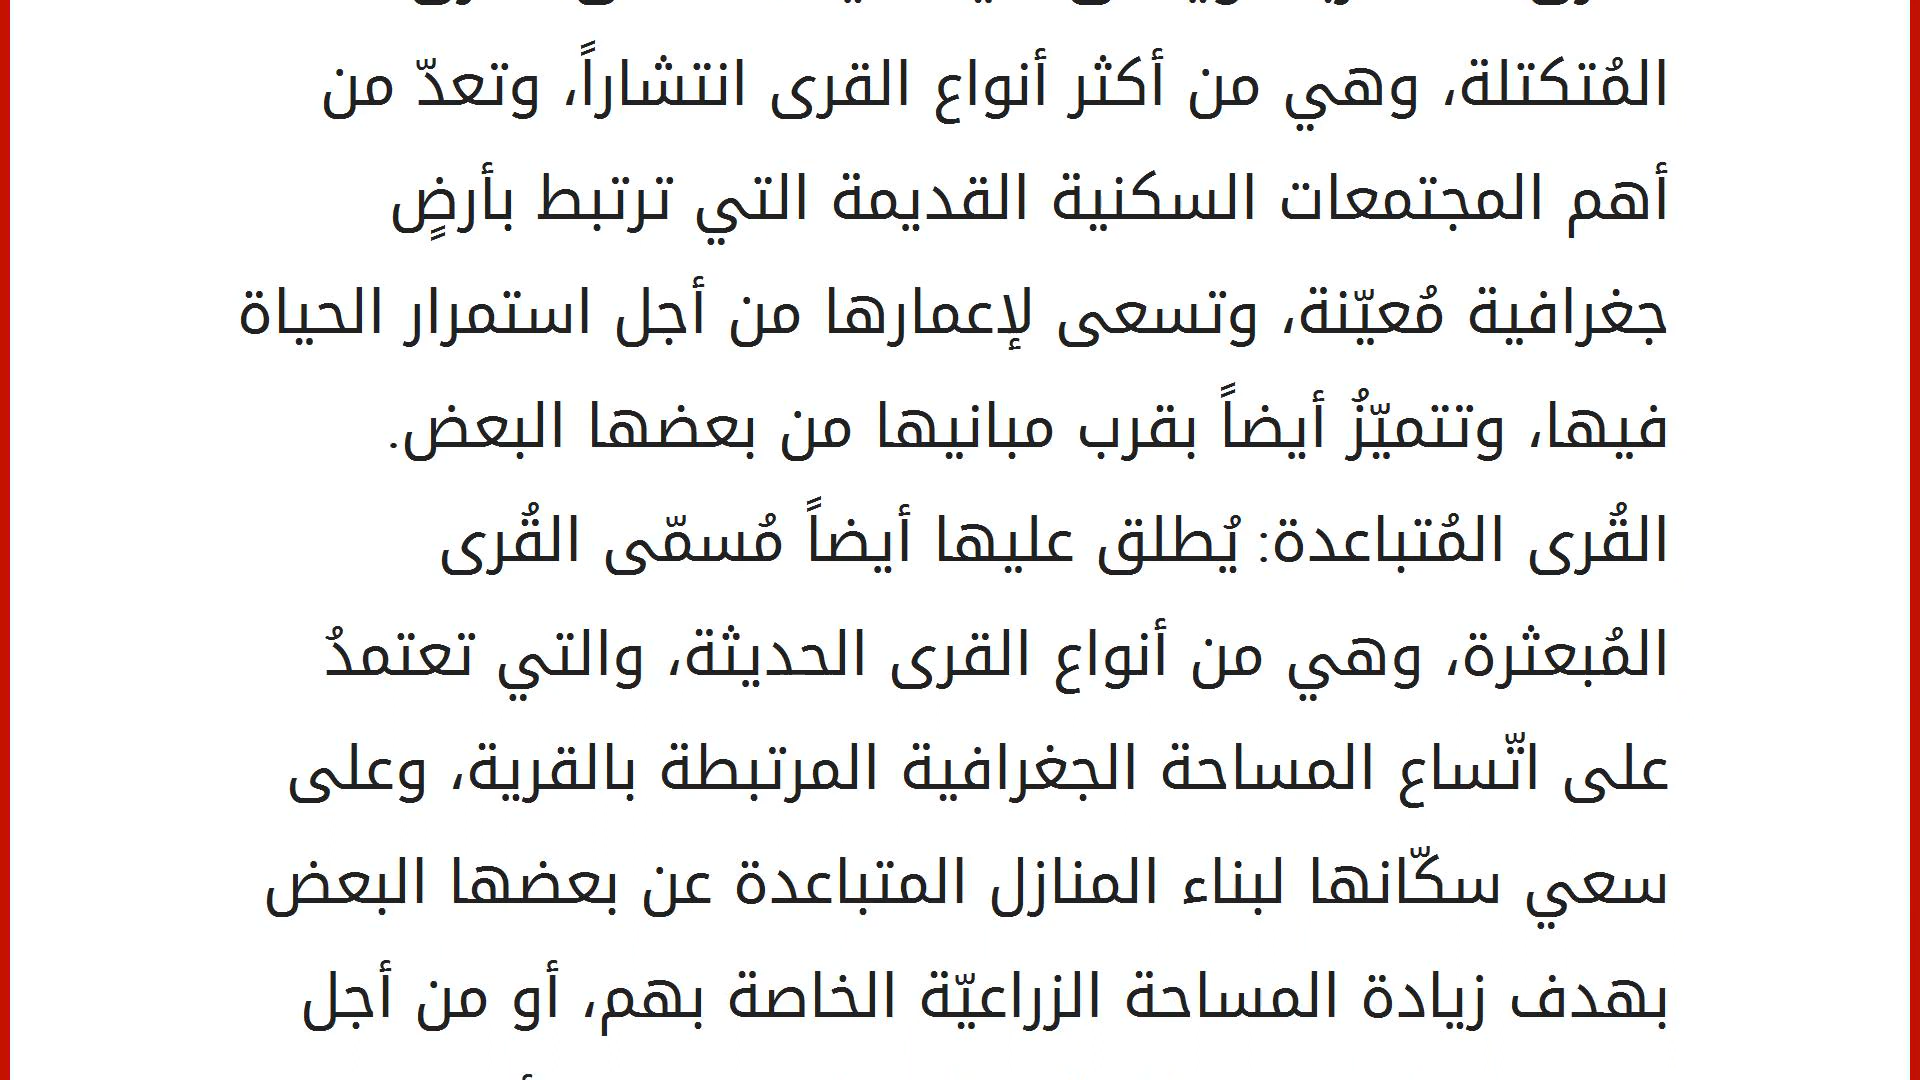 المُتكتلة، وهي من أكثر أنواع القرى انتشاراً، وتعدّ من
أهم المجتمعات السكنية القديمة التي ترتبط بأرضٍ
جغرافية مُعيّنة، وتسعى لإعمارها من أجل استمرار الحياة
فيها، وتتميّزُ أيضاً بقرب مبانيها من بعضها البعض.
القُرى المُتباعدة: يُطلق عليها أيضاً مُسمّى القُرى
المُبعثرة، وهي من أنواع القرى الحديثة، والتي تعتمدُ
على اتّساع المساحة الجغرافية المرتبطة بالقرية، وعلى
سعي سكّانها لبناء المنازل المتباعدة عن بعضها البعض
بهدف زيادة المساحة الزراعيّة الخاصة بهم، أو من أجل